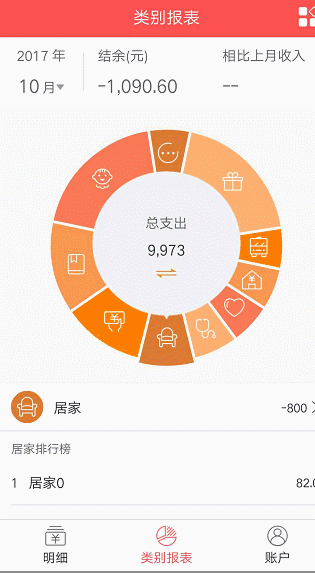 类别报表
2017 年 结余(元) 相比上月收入
10 月 -1,090.60 --
总支出
9,973
¥
¥
居家 -800
居家排行榜
1 居家0 82.0
¥
明细 类别报表 账户